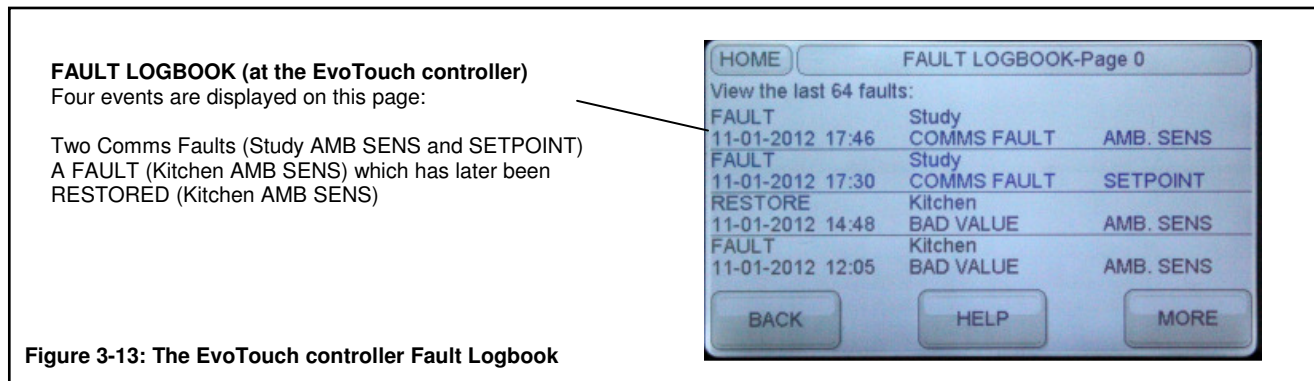 FAULT LOGBOOK (at the EvoTouch controller)
Four events are displayed on this page:
Two Comms Faults (Study AMB SENS and SETPOINT)
A FAULT (Kitchen AMB SENS) which has later been
RESTORED (Kitchen AMB SENS)
HOME FAULT LOGBOOK-Page 0
View the last 64 faults:
FAULT Study
11-01-2012 17:46 COMMS FAULT AMB. SENS
FAULT Study
11-01-2012 17:30 COMMS FAULT SETPOINT
RESTORE Kitchen
11-01-2012 14:48 BAD VALUE AMB. SENS
FAULT Kitchen
11-01-2012 12:05 BAD VALUE AMB. SENS
BACK HELP MORE
Figure 3-13: The EvoTouch controller Fault Logbook